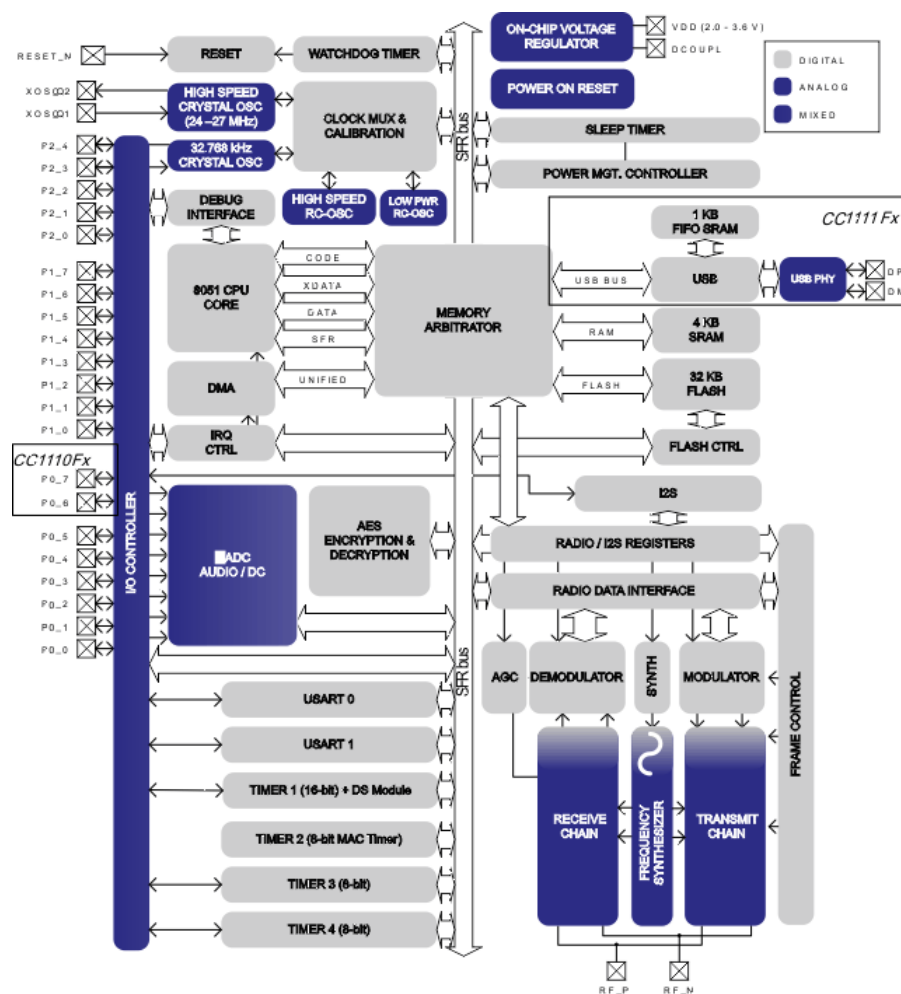 RESET_N
XOSC_Q2
XOSC_Q1
P2_4
P2_3
P2_2
P2_1
P2_0
P1_7
P1_6
P1_5
P1_4
P1_3
P1_2
P1_1
P1_0
CC1110Fx
P0_7
P0_6
P0_5
P0_4
P0_3
P0_2
P0_1
P0_0
I/O CONTROLLER
RESET
WATCHDOG TIMER
HIGH SPEED
CRYSTAL OSC
(24 –27 MHz)
32.768 kHz
CRYSTAL OSC
CLOCK MUX &
CALIBRATION
HIGH SPEED
RC-OSC
LOW PWR
RC-OSC
DEBUG
INTERFACE
8051 CPU
CORE
CODE
XDATA
DATA
SFR
DMA
UNIFIED
IRQ
CTRL
ADC
AUDIO / DC
AES
ENCRYPTION &
DECRYPTION
USART 0
USART 1
TIMER 1 (16-bit) + DS Module
TIMER 2 (8-bit MAC Timer)
TIMER 3 (8-bit)
TIMER 4 (8-bit)
SFR bus
SFR bus
MEMORY
ARBITRATOR
ON-CHIP VOLTAGE
REGULATOR
VDD (2.0 - 3.6 V)
DCOUPL
POWER ON RESET
DIGITAL
ANALOG
MIXED
SLEEP TIMER
POWER MGT. CONTROLLER
CC1111Fx
1 KB
FIFO SRAM
USB BUS
USB
USB PHY
RAM
4 KB
SRAM
FLASH
32 KB
FLASH
FLASH CTRL
I2S
RADIO / I2S REGISTERS
RADIO DATA INTERFACE
AGC
DEMODULATOR
SYNTH
MODULATOR
FRAME CONTROL
RECEIVE
CHAIN
FREQUENCY
SYNTHESIZER
TRANSMIT
CHAIN
RF_P
RF_N